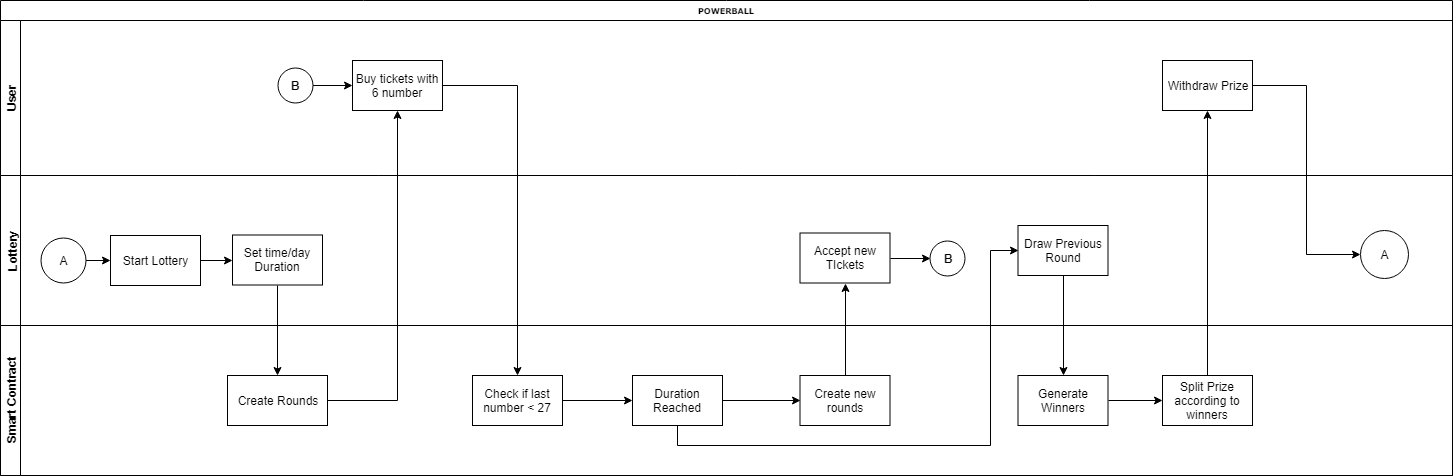 POWERBALL
User
B
Buy tickets with
6 number
Withdraw Prize
Lottery
A
Start Lottery
Set time/day
Duration
Accept new
TIckets
B
Draw Previous
Round
A
Smart Contract
Create Rounds
Check if last
number < 27
Duration
Reached
Create new
rounds
Generate
Winners
Split Prize
according to
winners